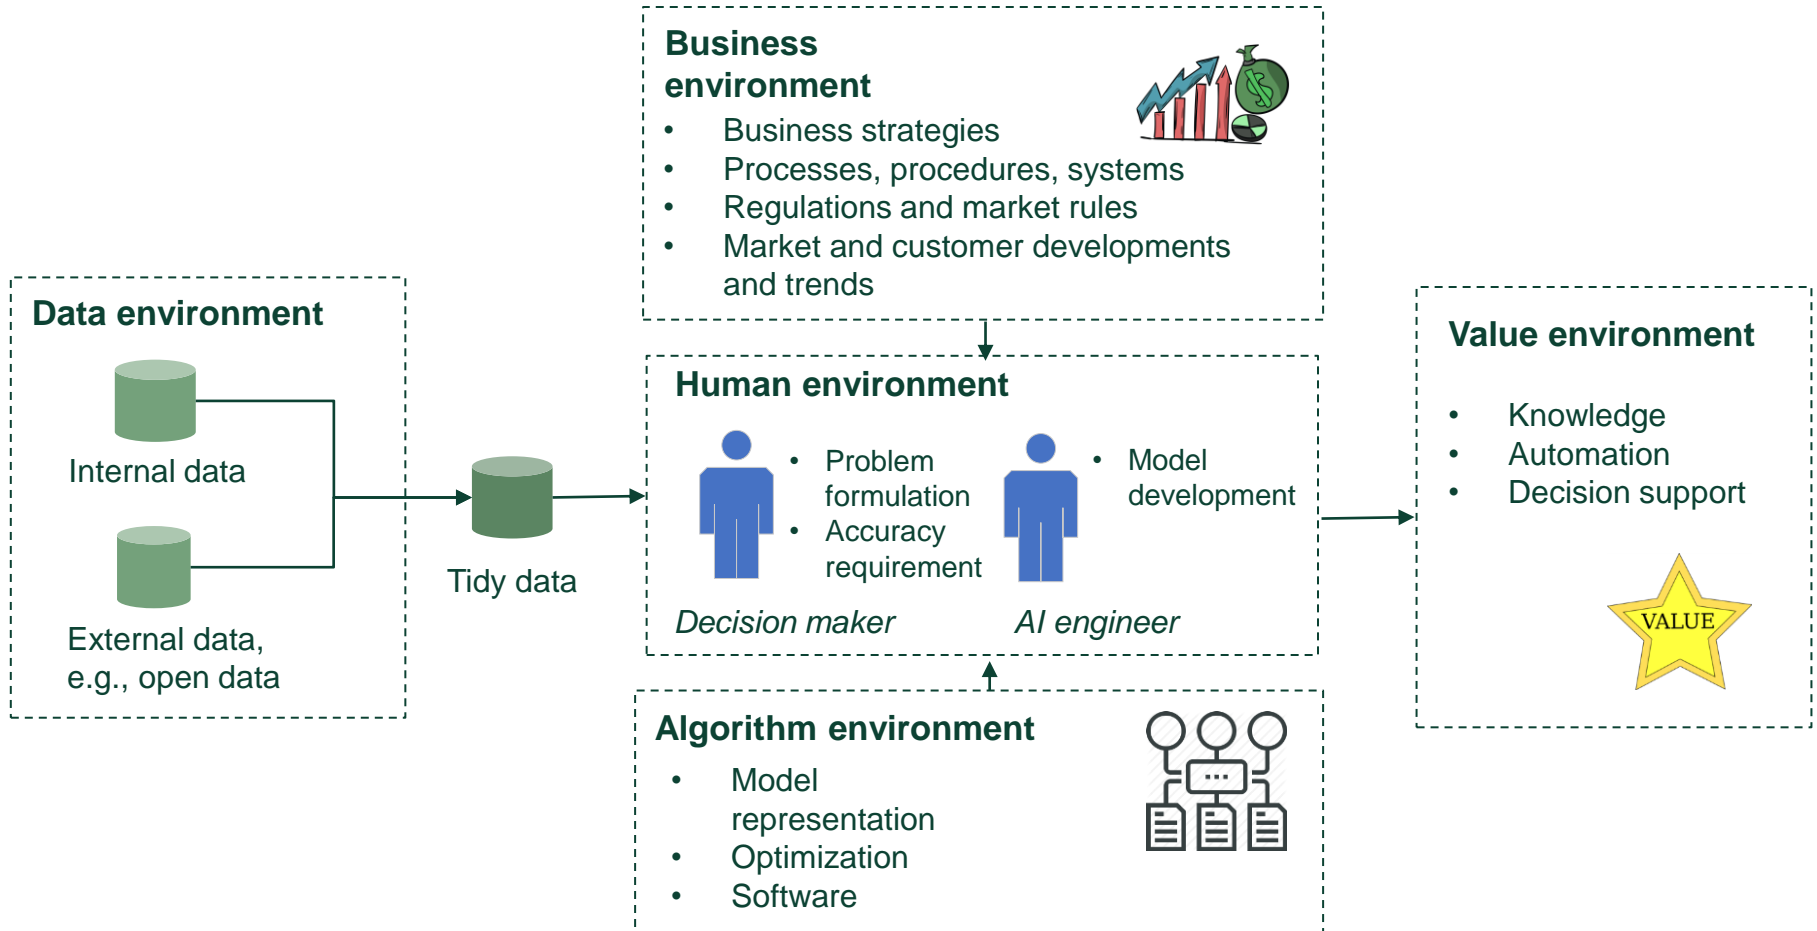 Business
environment
• Business strategies
• Processes, procedures, systems
• Regulations and market rules
• Market and customer developments
and trends
Data environment
Internal data
External data,
e.g., open data
Tidy data
Human environment
• Problem
formulation
• Accuracy
requirement
Decision maker
• Model
development
AI engineer
Algorithm environment
• Model
representation
• Optimization
• Software
Value environment
• Knowledge
• Automation
• Decision support
VALUE